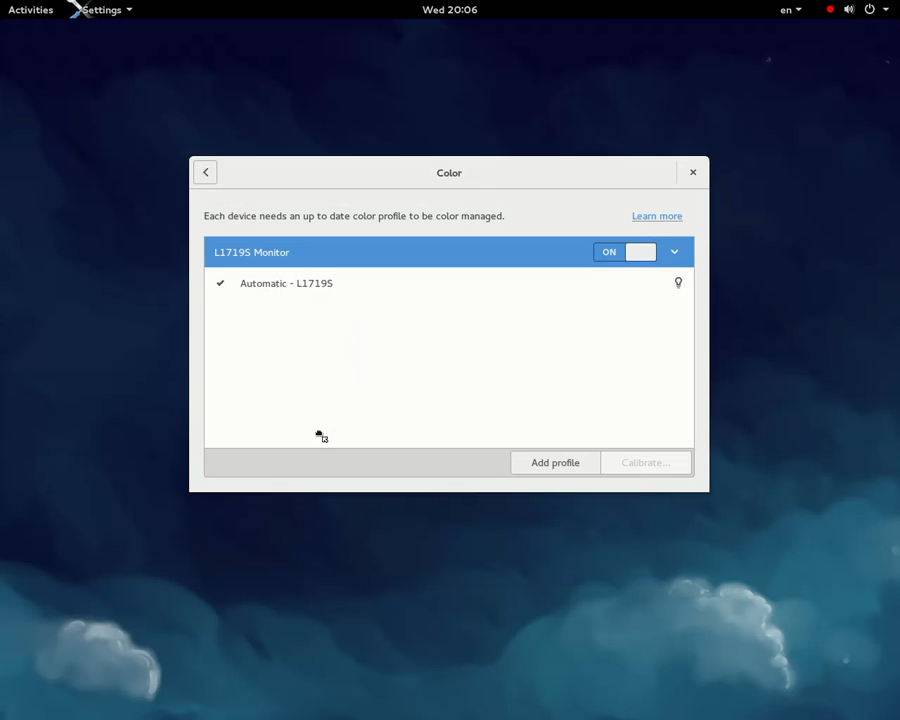 Activities Settings Wed 20:06 en
Color
Each device needs an up to date color profile to be color managed. Learn more
L1719S Monitor ON
Automatic - L1719S
Add profile Calibrate...